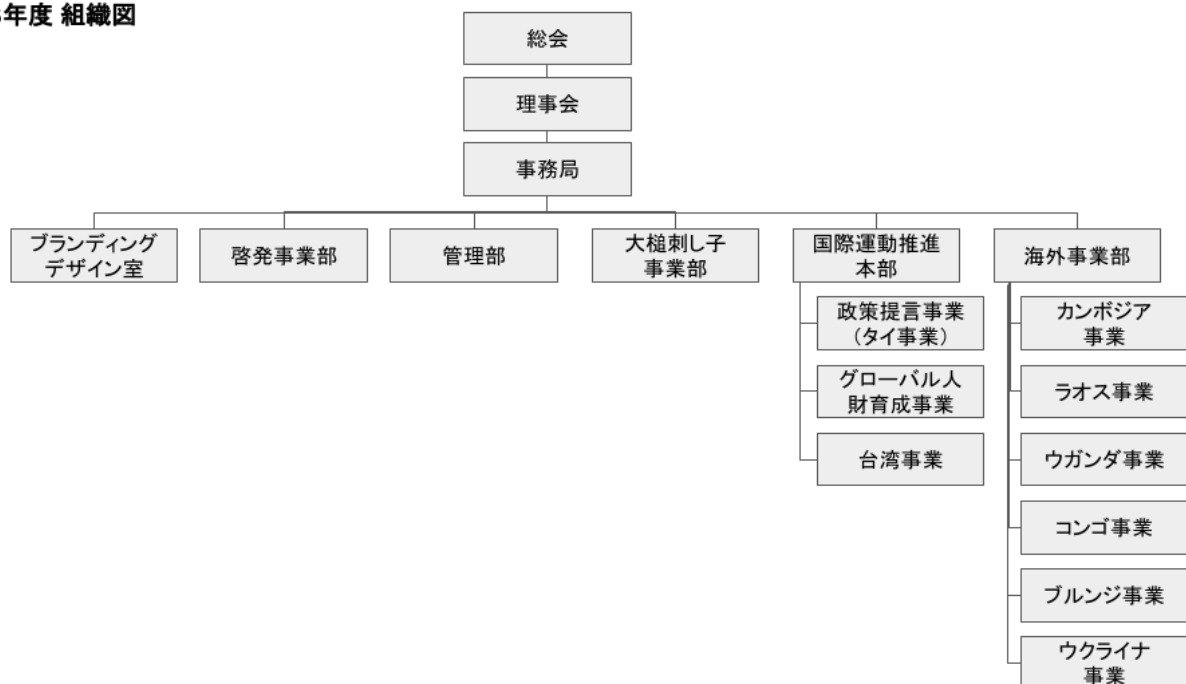 年度 組織図
総会
理事会
事務局
ブランディング
デザイン室
啓発事業部
管理部
大槌刺し子
事業部
国際運動推進
本部
海外事業部
政策提言事業
（タイ事業）
グローバル人
財育成事業
台湾事業
カンボジア
事業
ラオス事業
ウガンダ事業
コンゴ事業
ブルンジ事業
ウクライナ
事業